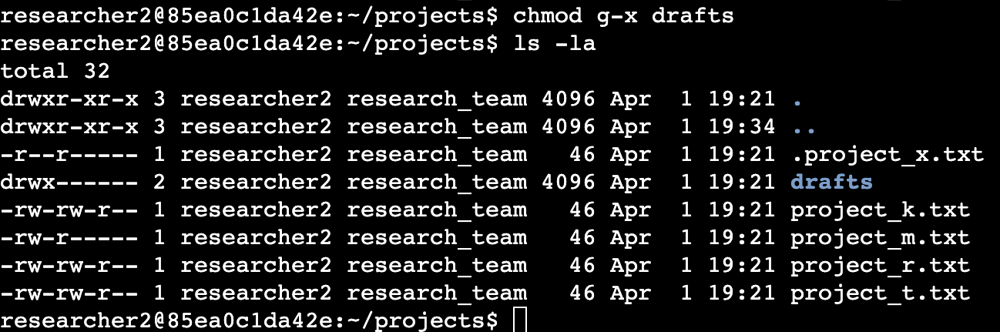 researcher2@85ea0c1da42e:~/projects$ chmod g-x drafts
researcher2@85ea0c1da42e:~/projects$ ls -la
total 32
drwxr-xr-x 3 researcher2 research_team 4096 Apr  1 19:21 .
drwxr-xr-x 3 researcher2 research_team 4096 Apr  1 19:34 ..
-r--r----- 1 researcher2 research_team   46 Apr  1 19:21 .project_x.txt
drwx------ 2 researcher2 research_team 4096 Apr  1 19:21 drafts
-rw-rw-r-- 1 researcher2 research_team   46 Apr  1 19:21 project_k.txt
-rw-r----- 1 researcher2 research_team   46 Apr  1 19:21 project_m.txt
-rw-rw-r-- 1 researcher2 research_team   46 Apr  1 19:21 project_r.txt
-rw-rw-r-- 1 researcher2 research_team   46 Apr  1 19:21 project_t.txt
researcher2@85ea0c1da42e:~/projects$